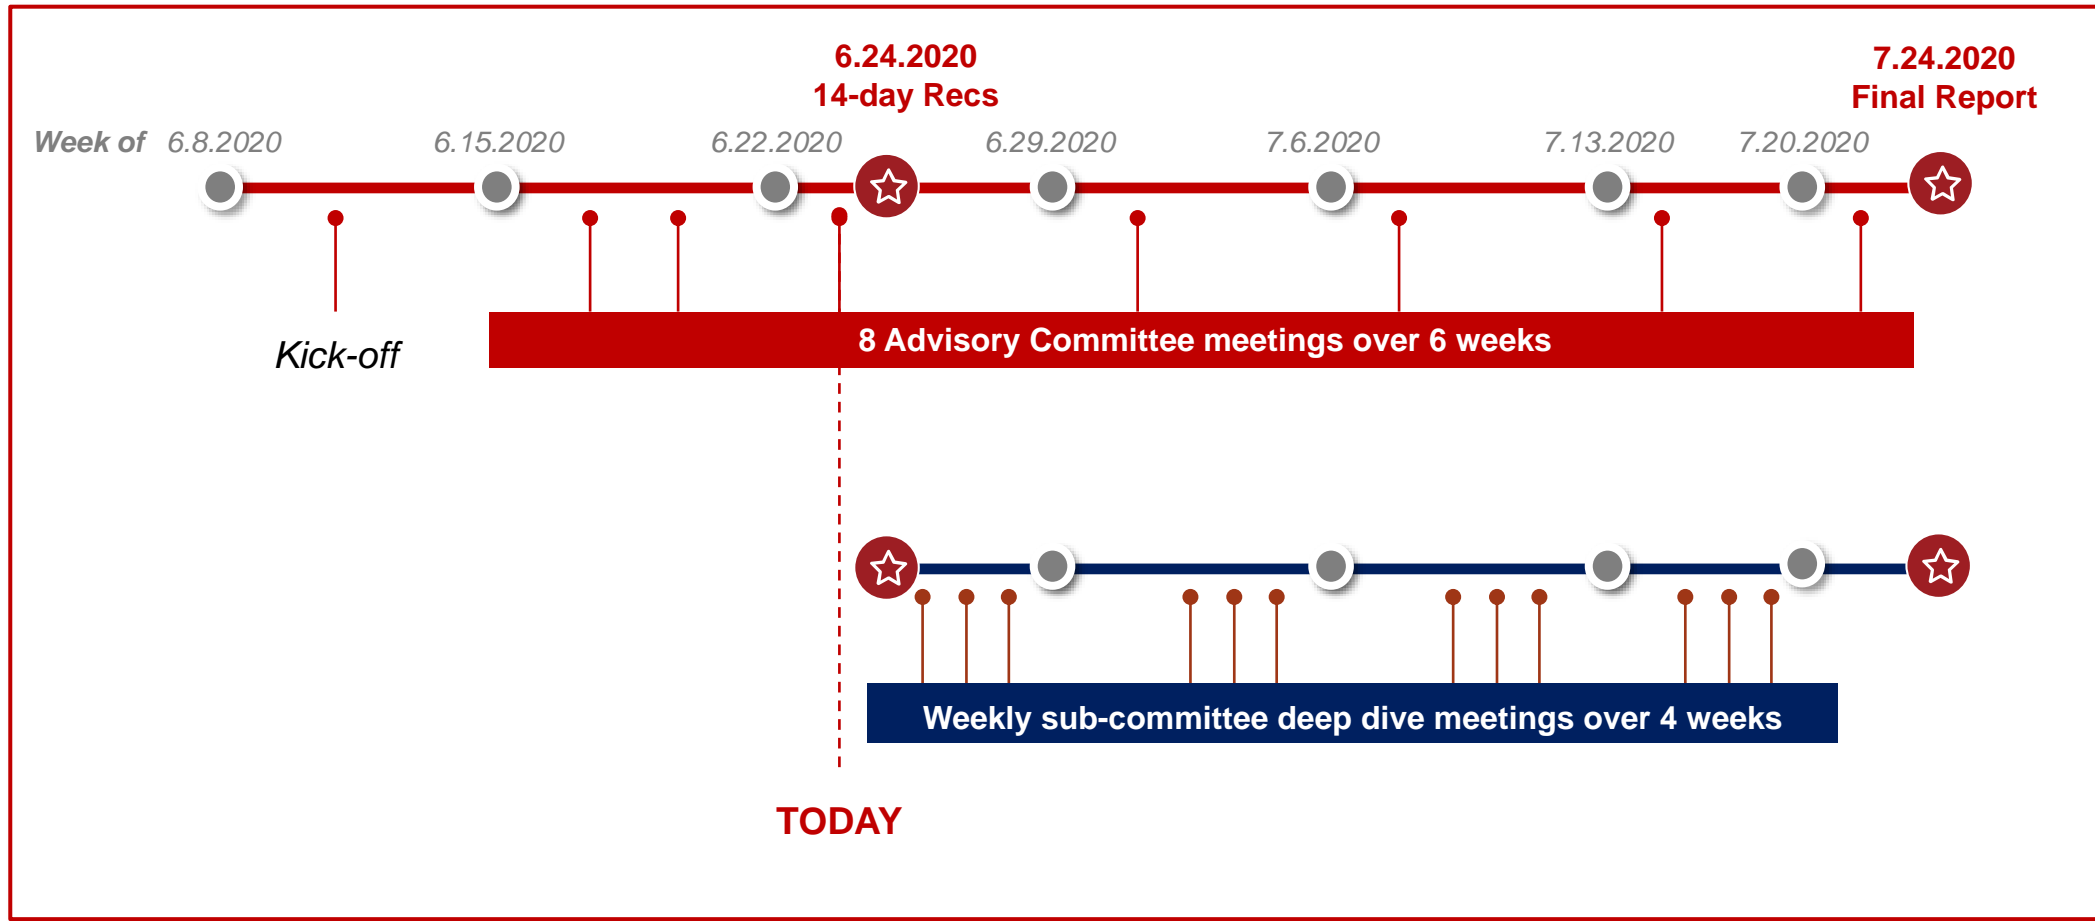 6.24.2020
14-day Recs
7.24.2020
Final Report
Week of 6.8.2020 6.15.2020 6.22.2020 6.29.2020 7.6.2020 7.13.2020 7.20.2020
Kick-off
8 Advisory Committee meetings over 6 weeks
Weekly sub-committee deep dive meetings over 4 weeks
TODAY